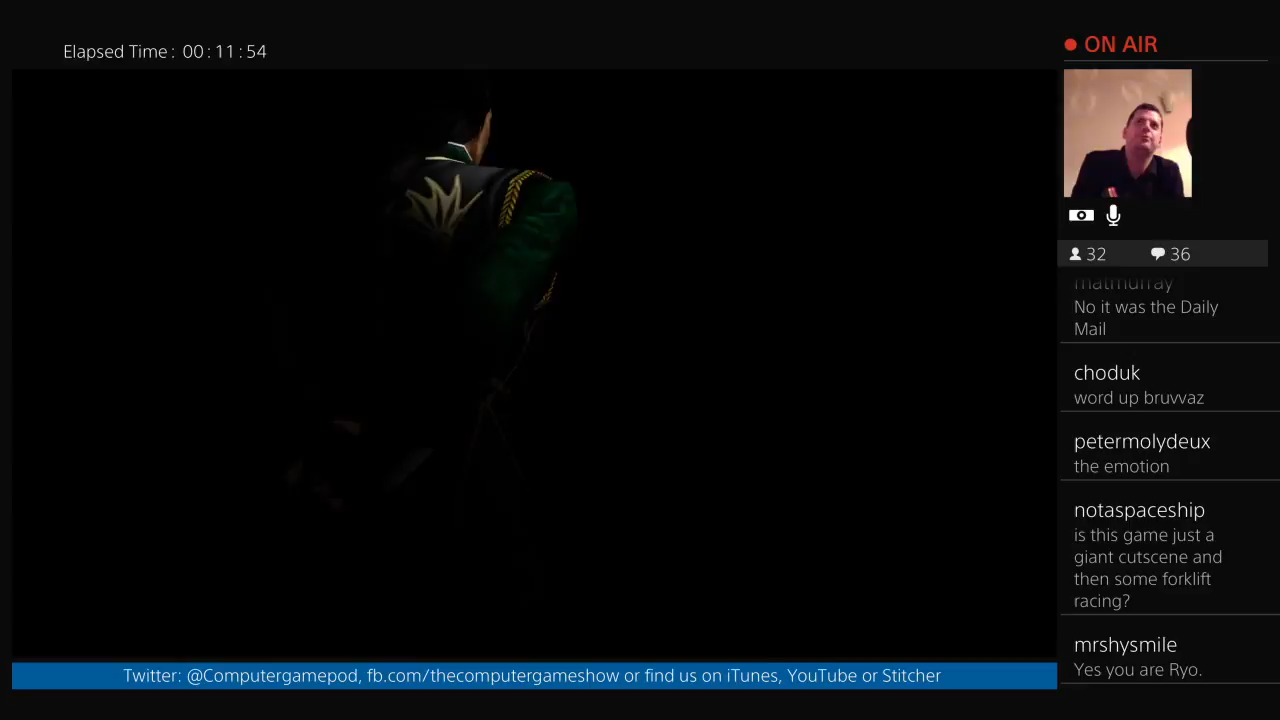 Elapsed Time: 00:11:54
ON AIR
32 36
matmurray
No it was the Daily
Mail
choduk
word up bruvvaz
petermolydeux
the emotion
notaspaceship
is this game just a
giant cutscene and
then some forklift
racing?
mrshysmile
Yes you are Ryo.
Twitter: @Computergamepod, fb.com/thecomputergameshow or find us on iTunes, YouTube or Stitcher